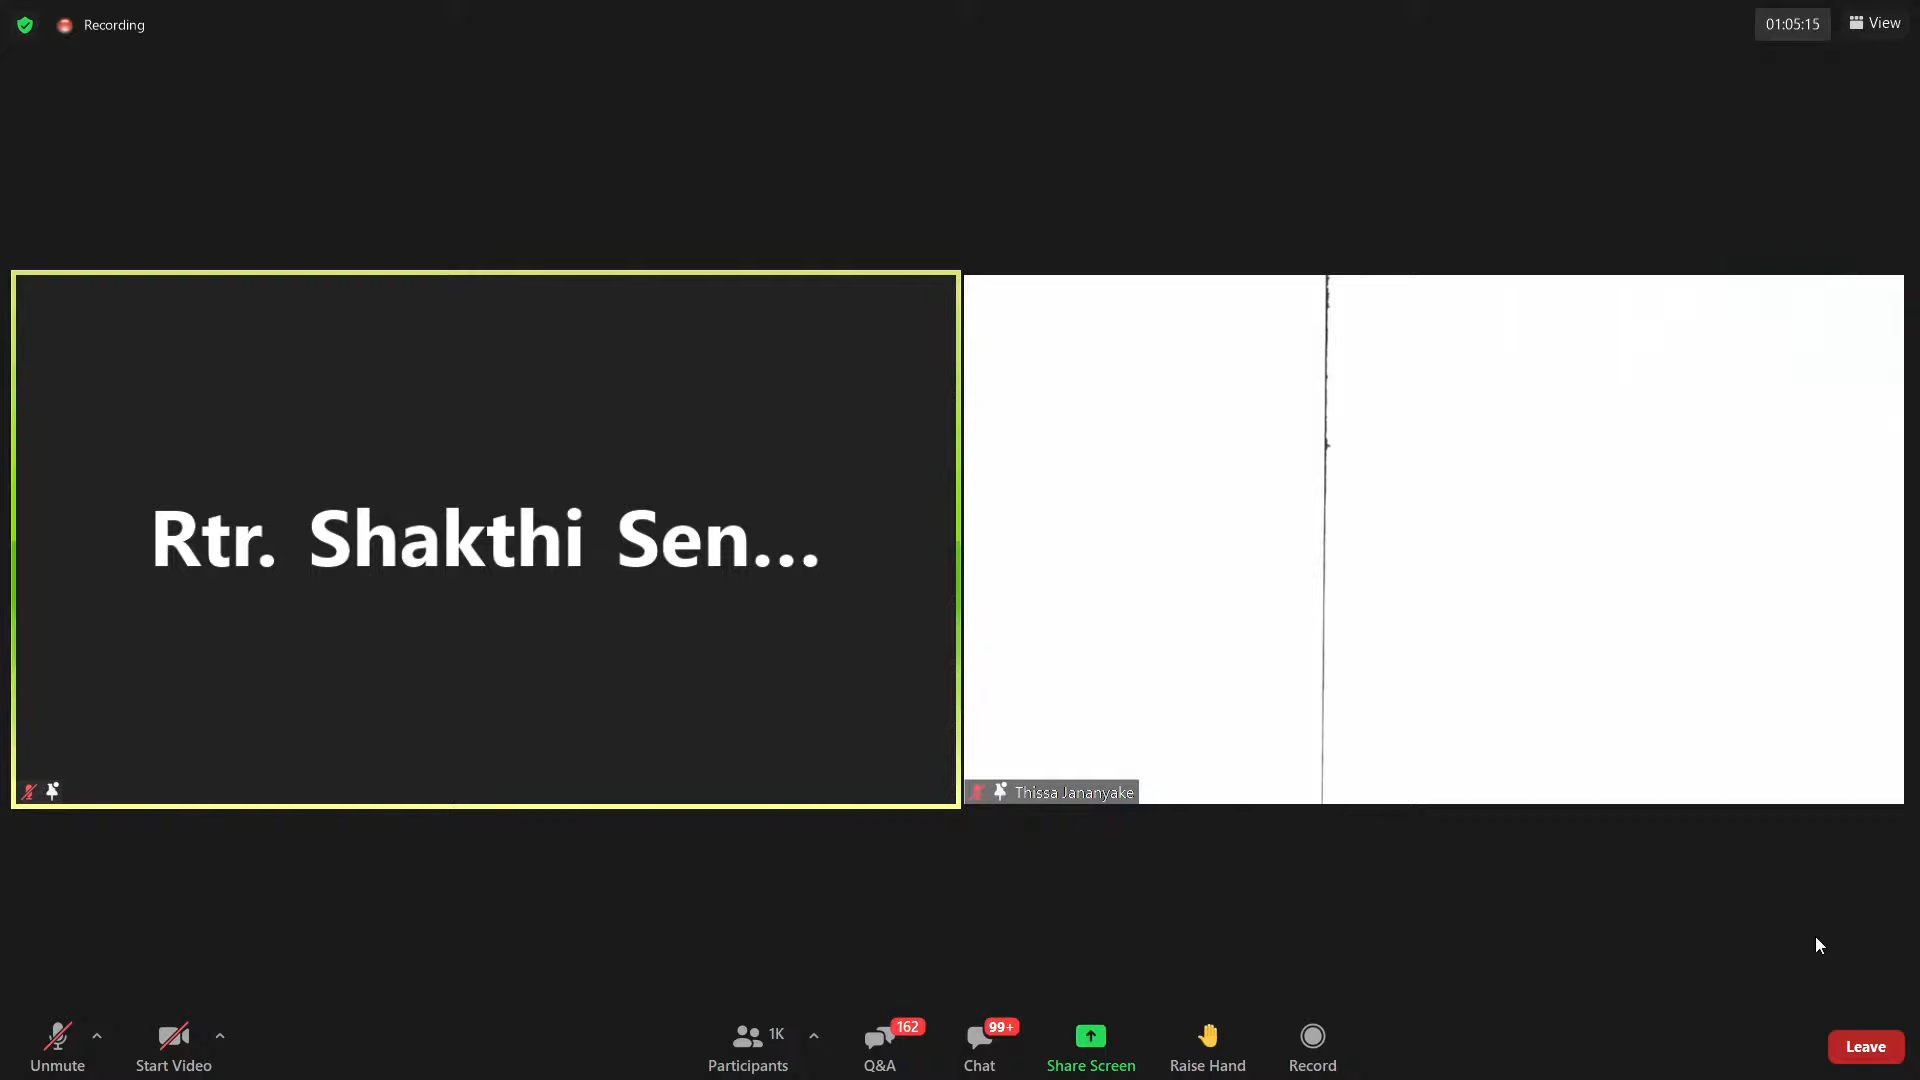 Recording
01:05:15
View
Rtr. Shakthi Sen...
Thissa Jananyake
1K
162
99+
Unmute
Start Video
Participants
Q&A
Chat
Share Screen
Raise Hand
Record
Leave